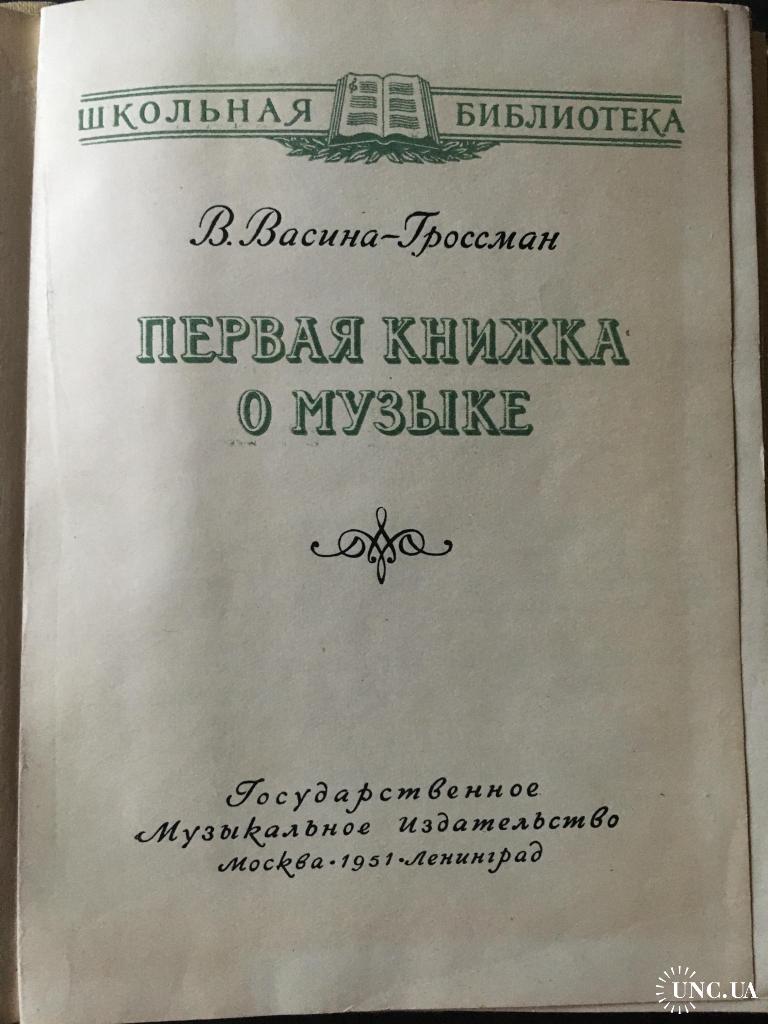 ШКОЛЬНАЯ БИБЛИОТЕКА
В. Васина-Гроссман
ПЕРВАЯ КНИЖКА
О МУЗЫКЕ
Государственное
Музыкальное Издательство
Москва · 1951 · Ленинград
UNC.UA